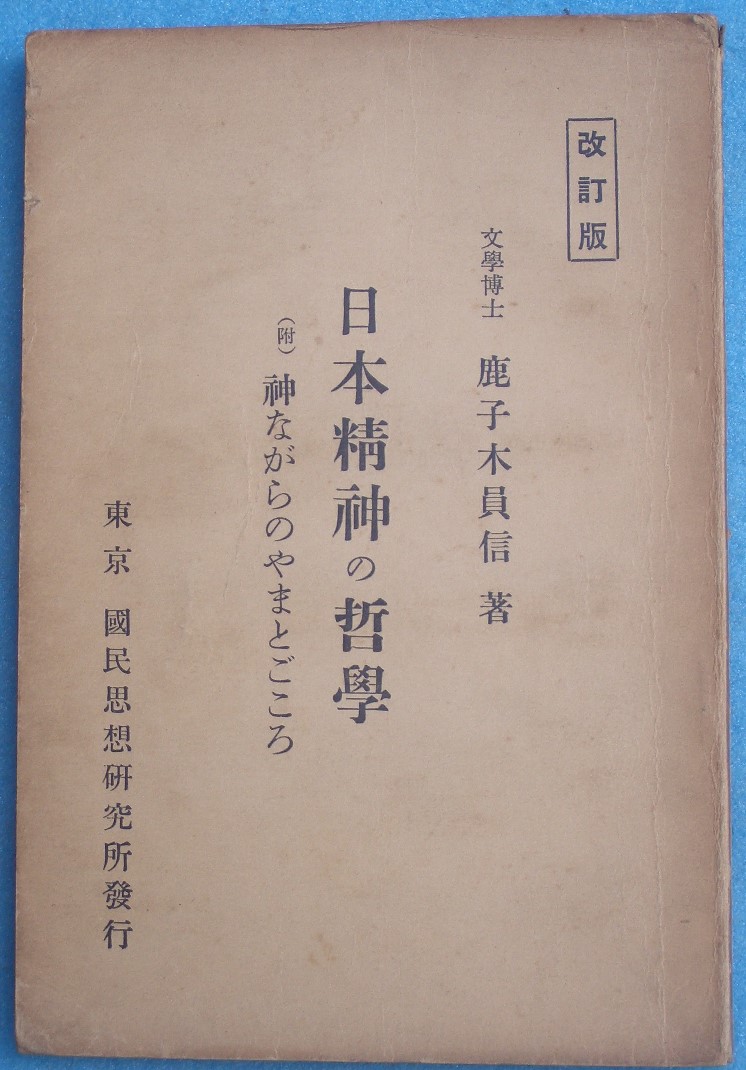 改訂版
文學博士 鹿子木員信 著
日本精神の哲學
（附）神ながらのやまとごころ
東京 國民思想研究所發行